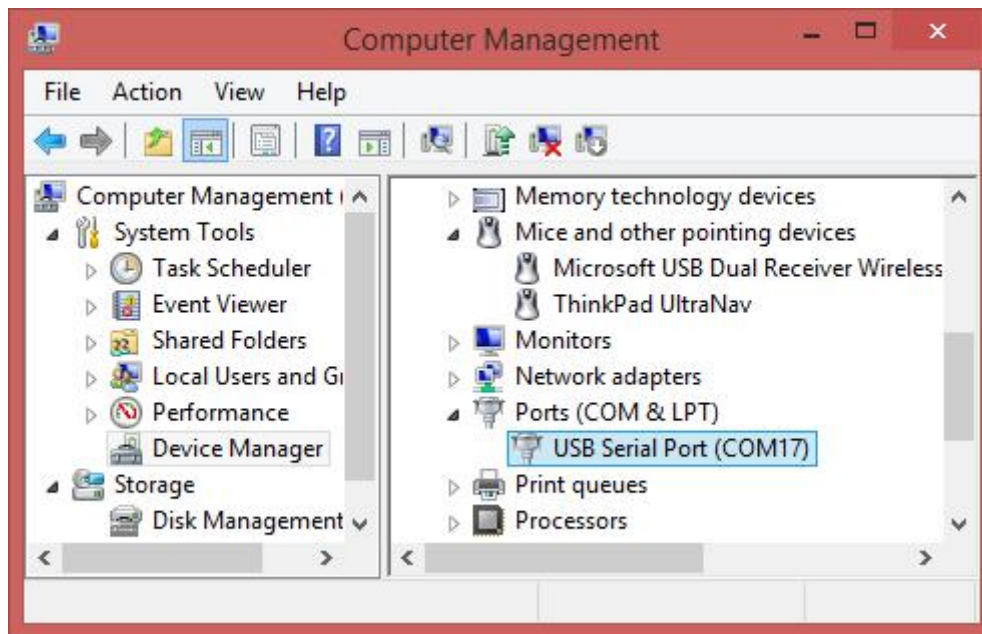 Computer Management
File Action View Help
Computer Management (
System Tools
Task Scheduler
Event Viewer
Shared Folders
Local Users and Gr
Performance
Device Manager
Storage
Disk Management
Memory technology devices
Mice and other pointing devices
Microsoft USB Dual Receiver Wireless
ThinkPad UltraNav
Monitors
Network adapters
Ports (COM & LPT)
USB Serial Port (COM17)
Print queues
Processors